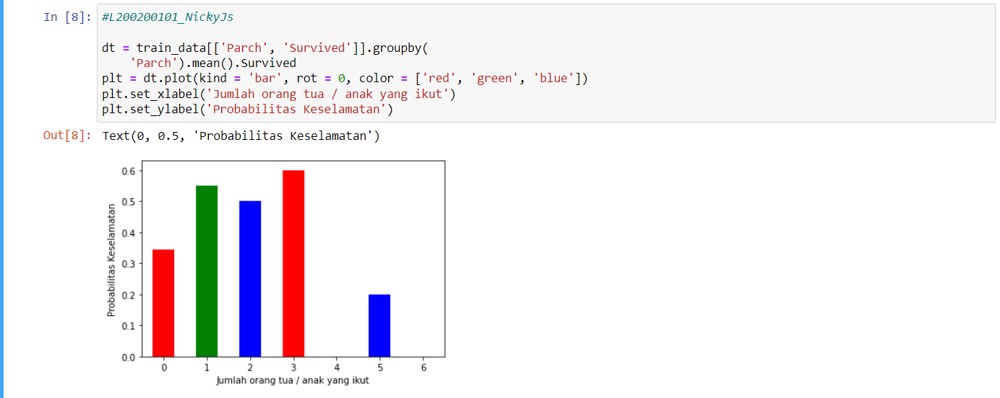 In [8]: #L200200101_NickyJs
dt = train_data[['Parch', 'Survived']].groupby(
'Parch').mean().Survived
plt = dt.plot(kind = 'bar', rot = 0, color = ['red', 'green', 'blue'])
plt.set_xlabel('Jumlah orang tua / anak yang ikut')
plt.set_ylabel('Probabilitas Keselamatan')
Out[8]: Text(0, 0.5, 'Probabilitas Keselamatan')
Probabilitas Keselamatan
0.6
0.5
0.4
0.3
0.2
0.1
0.0
0 1 2 3 4 5 6
Jumlah orang tua / anak yang ikut